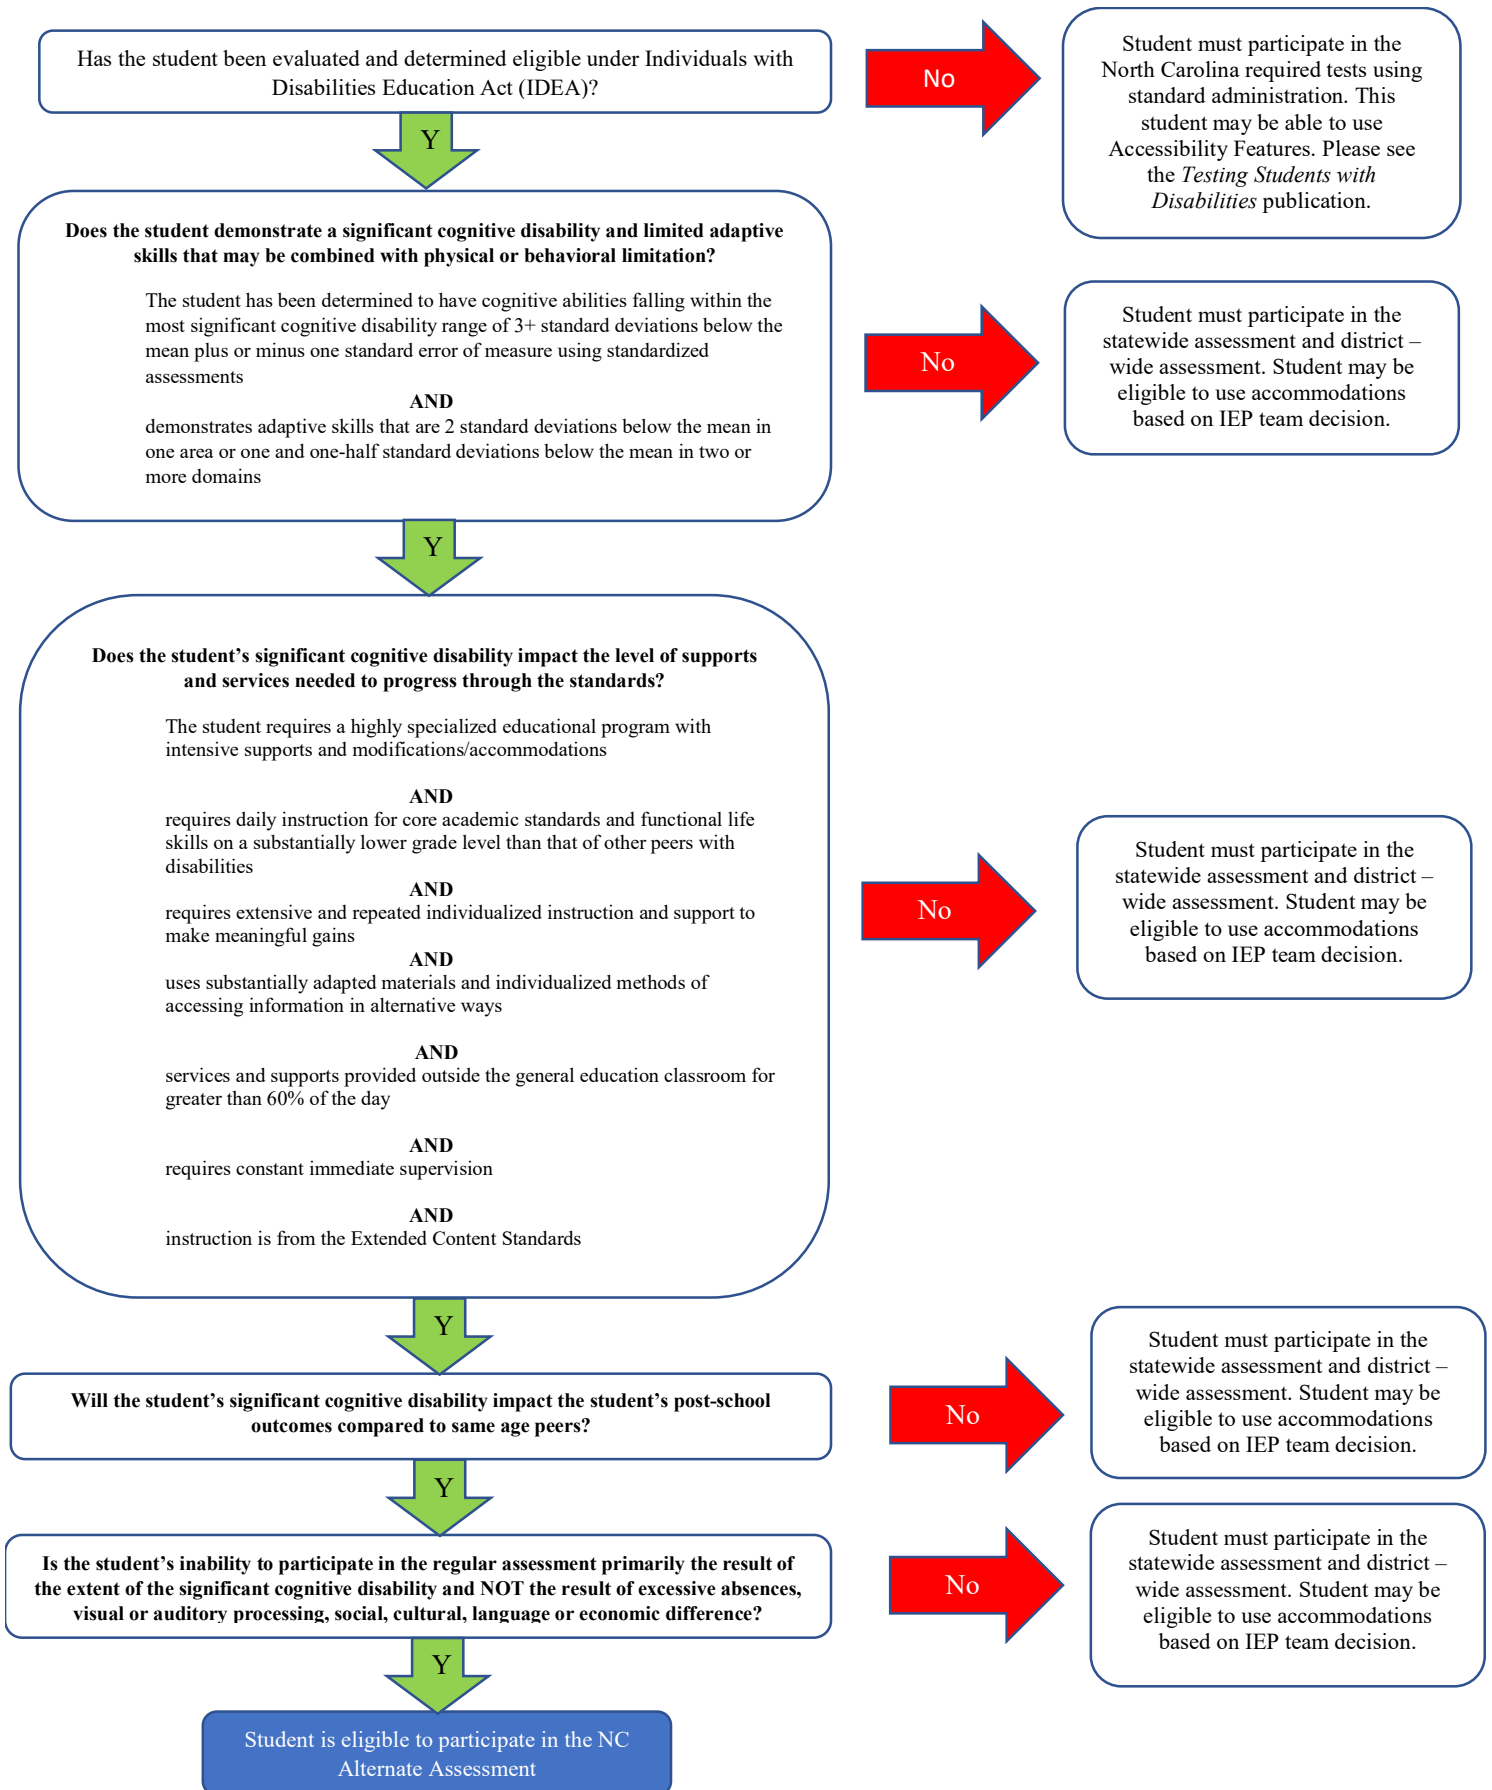 Has the student been evaluated and determined eligible under Individuals with
Disabilities Education Act (IDEA)?
No
Student must participate in the
North Carolina required tests using
standard administration. This
student may be able to use
Accessibility Features. Please see
the Testing Students with
Disabilities publication.
Y
Does the student demonstrate a significant cognitive disability and limited adaptive
skills that may be combined with physical or behavioral limitation?
The student has been determined to have cognitive abilities falling within the
most significant cognitive disability range of 3+ standard deviations below the
mean plus or minus one standard error of measure using standardized
assessments
AND
demonstrates adaptive skills that are 2 standard deviations below the mean in
one area or one and one-half standard deviations below the mean in two or
more domains
No
Student must participate in the
statewide assessment and district –
wide assessment. Student may be
eligible to use accommodations
based on IEP team decision.
Y
Does the student’s significant cognitive disability impact the level of supports
and services needed to progress through the standards?
The student requires a highly specialized educational program with
intensive supports and modifications/accommodations
AND
requires daily instruction for core academic standards and functional life
skills on a substantially lower grade level than that of other peers with
disabilities
AND
requires extensive and repeated individualized instruction and support to
make meaningful gains
AND
uses substantially adapted materials and individualized methods of
accessing information in alternative ways
AND
services and supports provided outside the general education classroom for
greater than 60% of the day
AND
requires constant immediate supervision
AND
instruction is from the Extended Content Standards
No
Student must participate in the
statewide assessment and district –
wide assessment. Student may be
eligible to use accommodations
based on IEP team decision.
Y
Will the student’s significant cognitive disability impact the student’s post-school
outcomes compared to same age peers?
No
Student must participate in the
statewide assessment and district –
wide assessment. Student may be
eligible to use accommodations
based on IEP team decision.
Y
Is the student’s inability to participate in the regular assessment primarily the result of
the extent of the significant cognitive disability and NOT the result of excessive absences,
visual or auditory processing, social, cultural, language or economic difference?
No
Student must participate in the
statewide assessment and district –
wide assessment. Student may be
eligible to use accommodations
based on IEP team decision.
Y
Student is eligible to participate in the NC
Alternate Assessment